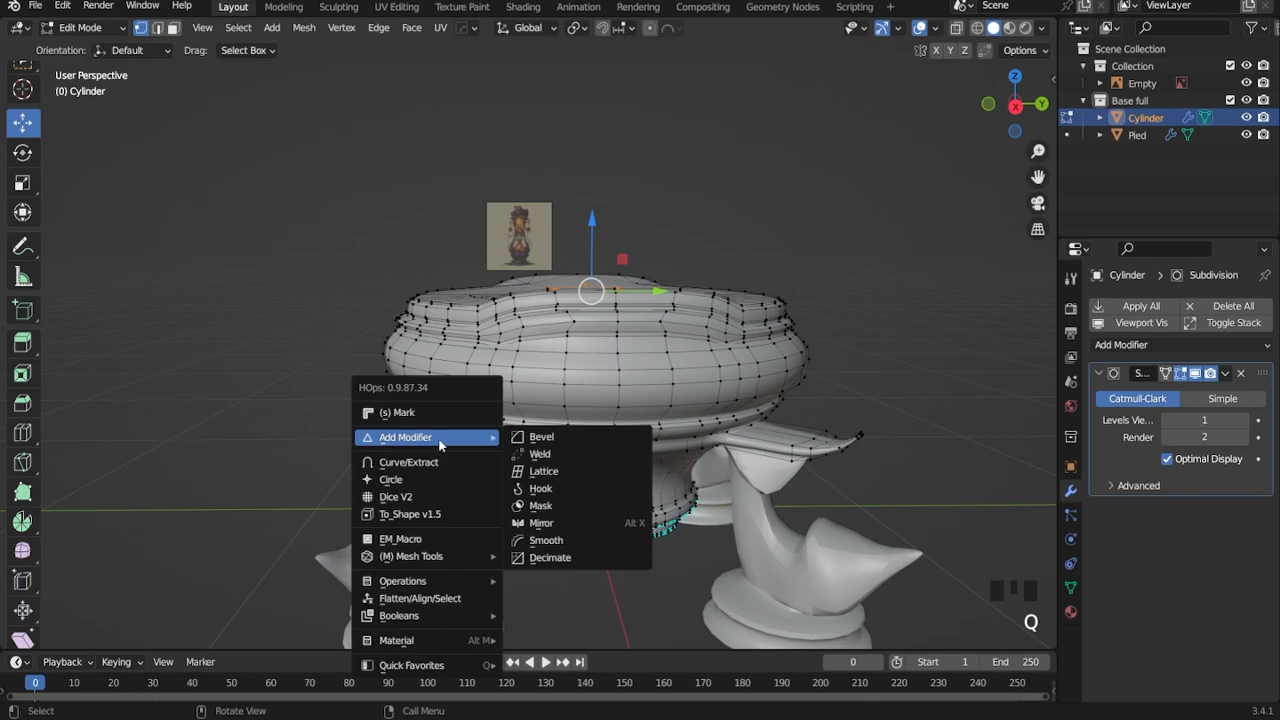 File Edit Render Window Help Layout Modeling Sculpting UV Editing Texture Paint Shading Animation Rendering Compositing Geometry Nodes Scripting + Scene ViewLayer
Edit Mode View Select Add Mesh Vertex Edge Face UV Global
Orientation: Default Drag: Select Box X Y Z Options
User Perspective
(0) Cylinder
Z
Y
X
Scene Collection
Collection
Empty
Base full
Cylinder
Pied
Cylinder > Subdivision
Apply All Delete All
Viewport Vis Toggle Stack
Add Modifier
S...
Catmull-Clark Simple
Levels Vie... 1
Render 2
Optimal Display
Advanced
HOps: 0.9.87.34
(s) Mark
Add Modifier
Curve/Extract
Circle
Dice V2
To_Shape v1.5
EM_Macro
(M) Mesh Tools
Operations
Flatten/Align/Select
Booleans
Material Alt M
Quick Favorites Q
Bevel
Weld
Lattice
Hook
Mask
Mirror Alt X
Smooth
Decimate
Q
Playback Keying View Marker 0 Start 1 End 250
0 10 20 30 40 50 60 70 80 90 100 110 120 130 140 150 160 170 180 190 200 210 220 230 240 250
Select Rotate View Call Menu 3.4.1